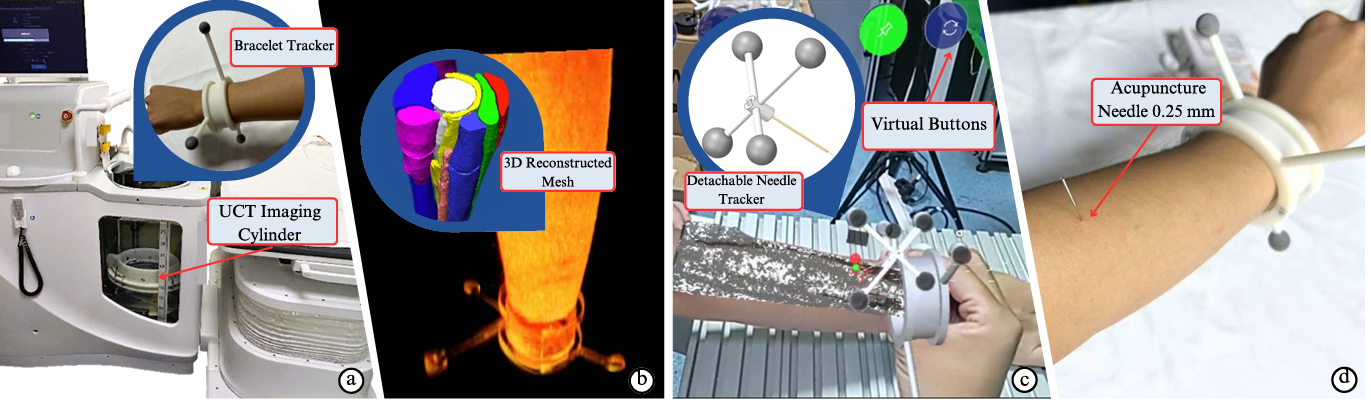 Bracelet Tracker
UCT Imaging
Cylinder
a
3D Reconstructed
Mesh
b
Virtual Buttons
Detachable Needle
Tracker
c
Acupuncture
Needle 0.25 mm
d